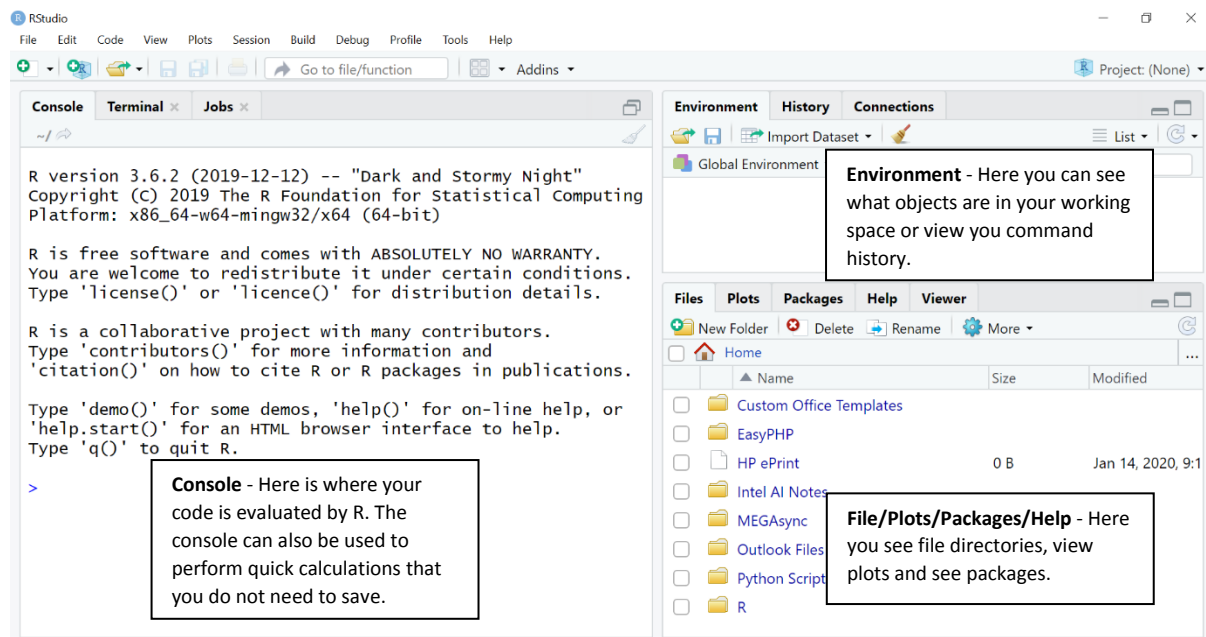 RStudio
File Edit Code View Plots Session Build Debug Profile Tools Help
Go to file/function Addins Project: (None)
Console Terminal Jobs
~/
R version 3.6.2 (2019-12-12) -- "Dark and Stormy Night"
Copyright (C) 2019 The R Foundation for Statistical Computing
Platform: x86_64-w64-mingw32/x64 (64-bit)
R is free software and comes with ABSOLUTELY NO WARRANTY.
You are welcome to redistribute it under certain conditions.
Type 'license()' or 'licence()' for distribution details.
R is a collaborative project with many contributors.
Type 'contributors()' for more information and
'citation()' on how to cite R or R packages in publications.
Type 'demo()' for some demos, 'help()' for on-line help, or
'help.start()' for an HTML browser interface to help.
Type 'q()' to quit R.
>
Console - Here is where your
code is evaluated by R. The
console can also be used to
perform quick calculations that
you do not need to save.
Environment History Connections
Import Dataset List
Global Environment
Environment - Here you can see
what objects are in your working
space or view you command
history.
Files Plots Packages Help Viewer
New Folder Delete Rename More
Home ...
Name Size Modified
Custom Office Templates
EasyPHP
HP ePrint 0 B Jan 14, 2020, 9:1
Intel AI Notes
MEGAsync
Outlook Files
Python Script
R
File/Plots/Packages/Help - Here
you see file directories, view
plots and see packages.